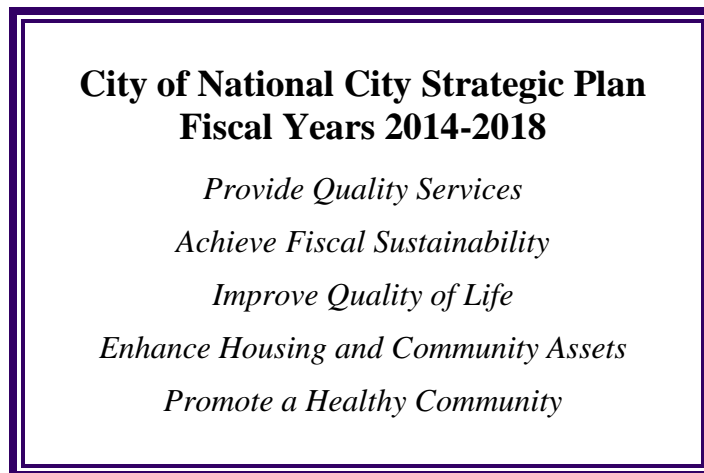 City of National City Strategic Plan
Fiscal Years 2014-2018
Provide Quality Services
Achieve Fiscal Sustainability
Improve Quality of Life
Enhance Housing and Community Assets
Promote a Healthy Community